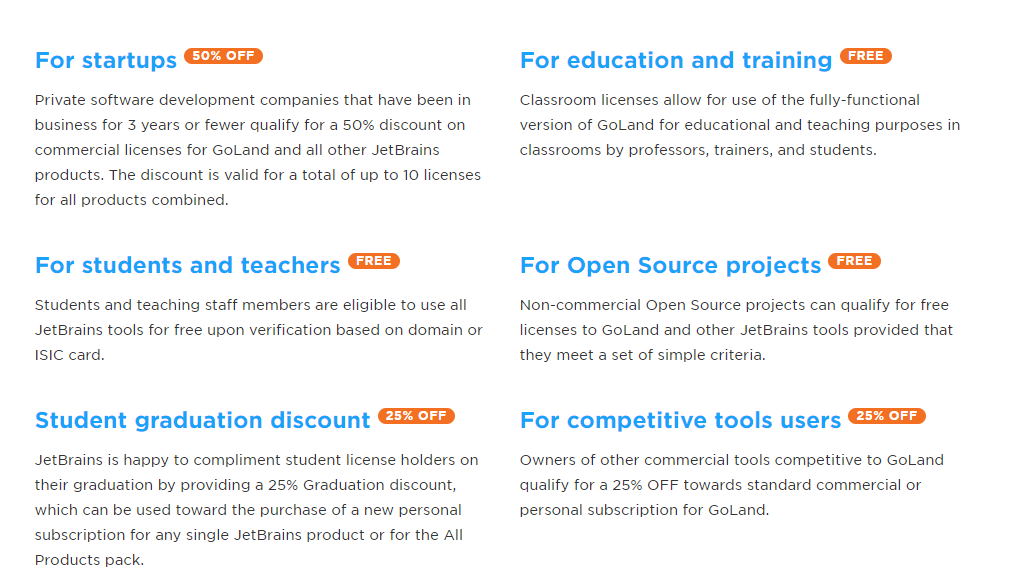 For startups 50% OFF
Private software development companies that have been in
business for 3 years or fewer qualify for a 50% discount on
commercial licenses for GoLand and all other JetBrains
products. The discount is valid for a total of up to 10 licenses
for all products combined.
For education and training FREE
Classroom licenses allow for use of the fully-functional
version of GoLand for educational and teaching purposes in
classrooms by professors, trainers, and students.
For students and teachers FREE
Students and teaching staff members are eligible to use all
JetBrains tools for free upon verification based on domain or
ISIC card.
For Open Source projects FREE
Non-commercial Open Source projects can qualify for free
licenses to GoLand and other JetBrains tools provided that
they meet a set of simple criteria.
Student graduation discount 25% OFF
JetBrains is happy to compliment student license holders on
their graduation by providing a 25% Graduation discount,
which can be used toward the purchase of a new personal
subscription for any single JetBrains product or for the All
Products pack.
For competitive tools users 25% OFF
Owners of other commercial tools competitive to GoLand
qualify for a 25% OFF towards standard commercial or
personal subscription for GoLand.